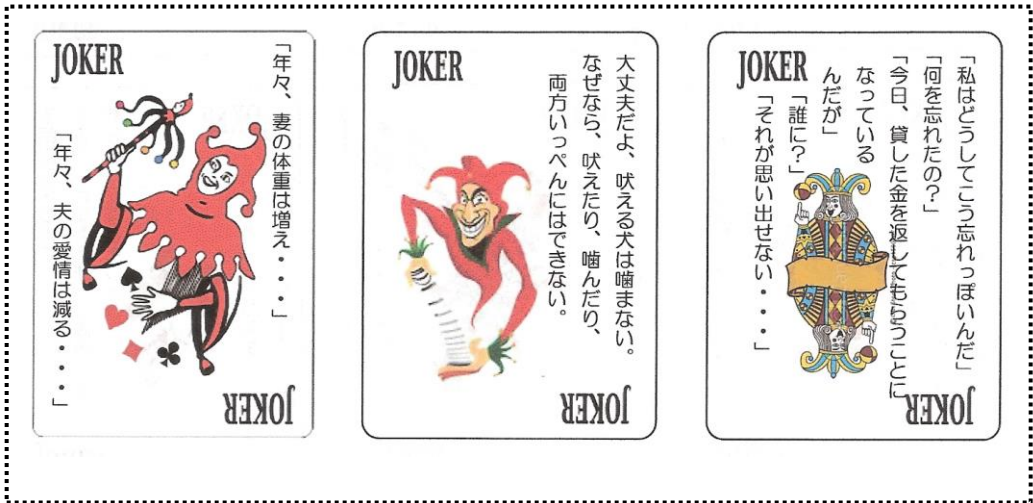 JOKER
「私はどうしてこう忘れっぽいんだ」
「何を忘れたの？」
「今日、貸した金を返してもらうことに
なっている
んだが」
「誰に？」
「それが思い出せない・・・」
JOKER
JOKER
大丈夫だよ、吠える犬は噛まない。
なぜなら、吠えたり、噛んだり、
両方いっぺんにはできない。
JOKER
JOKER
「年々、妻の体重は増え・・・」
「年々、夫の愛情は減る・・・・」
JOKER